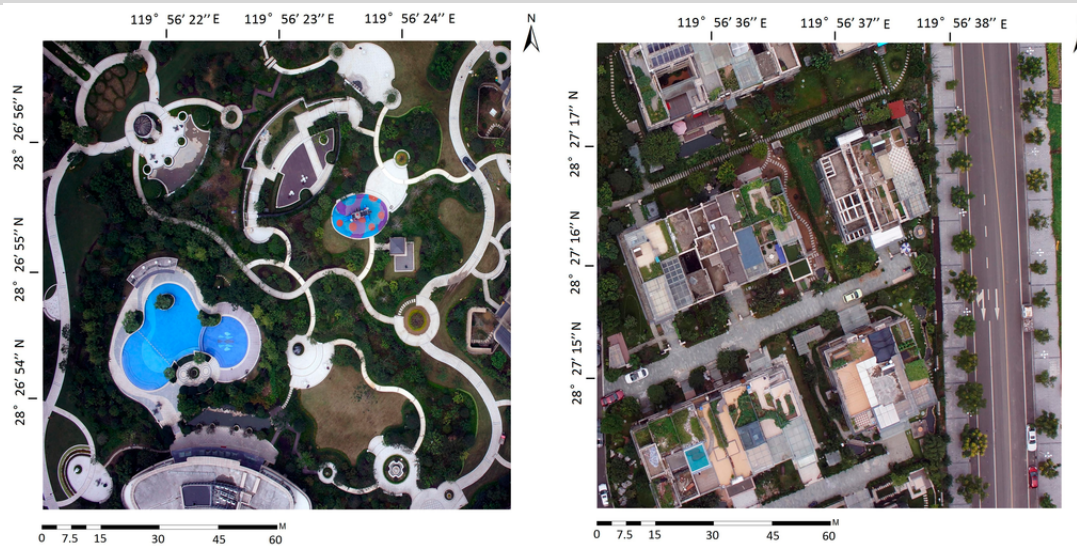 119° 56′ 22″ E 119° 56′ 23″ E 119° 56′ 24″ E
N
28° 26′ 56″ N
28° 26′ 55″ N
28° 26′ 54″ N
0 7.5 15 30 45 60
M
119° 56′ 36″ E 119° 56′ 37″ E 119° 56′ 38″ E
28° 27′ 17″ N
28° 27′ 16″ N
28° 27′ 15″ N
0 7.5 15 30 45 60
M